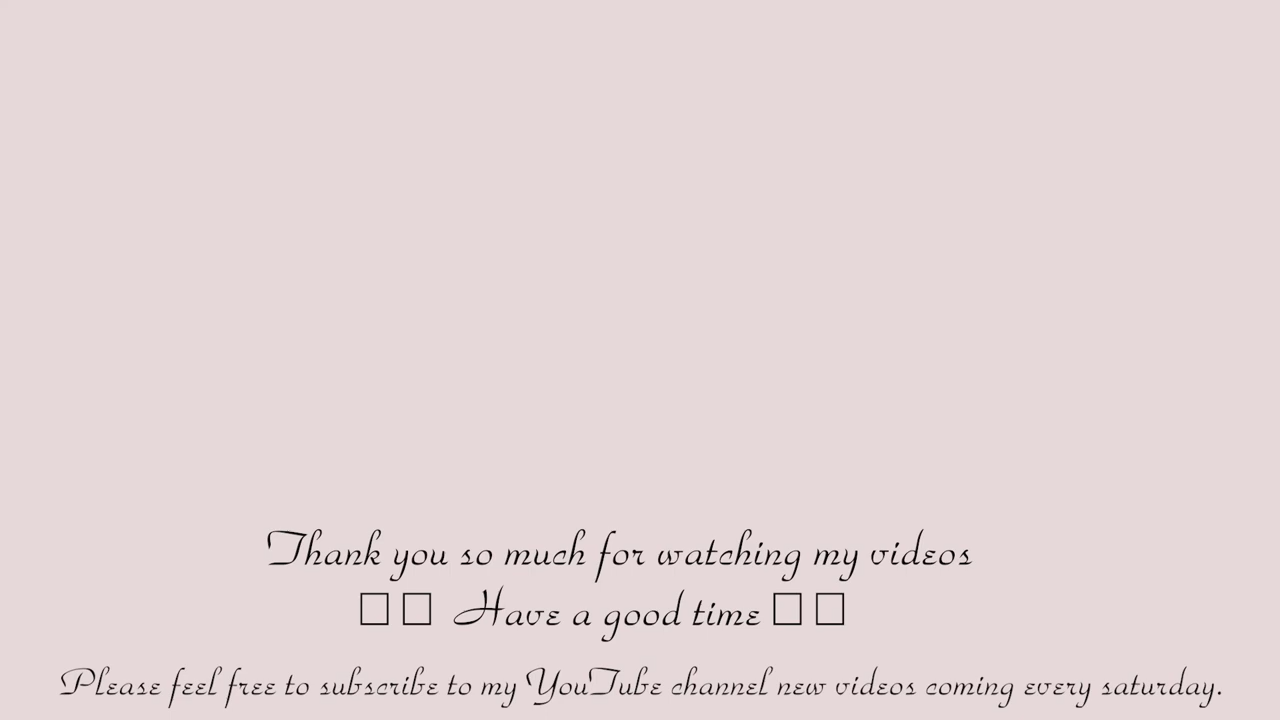 Thank you so much for watching my videos
□□ Have a good time □□
Please feel free to subscribe to my YouTube channel new videos coming every saturday.